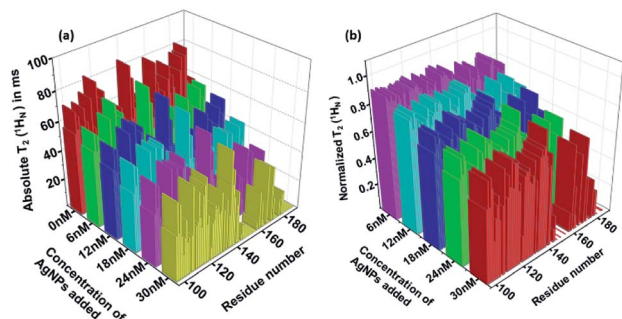 (a)
Absolute T2 (1HN) in ms
100
80
60
40
20
0nM
6nM
12nM
18nM
24nM
30nM
Concentration of
AgNPs added
100
120
140
160
180
Residue number
(b)
Normalized T2 (1HN)
1.0
0.8
0.6
0.4
0.2
6nM
12nM
18nM
24nM
30nM
Concentration of
AgNPs added
100
120
140
160
180
Residue number